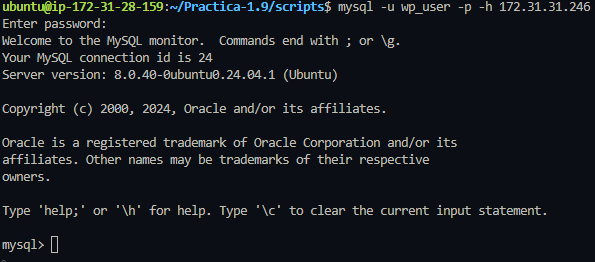 ubuntu@ip-172-31-28-159:~/Practica-1.9/scripts$ mysql -u wp_user -p -h 172.31.31.246
Enter password:
Welcome to the MySQL monitor.  Commands end with ; or \g.
Your MySQL connection id is 24
Server version: 8.0.40-0ubuntu0.24.04.1 (Ubuntu)
Copyright (c) 2000, 2024, Oracle and/or its affiliates.
Oracle is a registered trademark of Oracle Corporation and/or its
affiliates. Other names may be trademarks of their respective
owners.
Type 'help;' or '\h' for help. Type '\c' to clear the current input statement.
mysql>